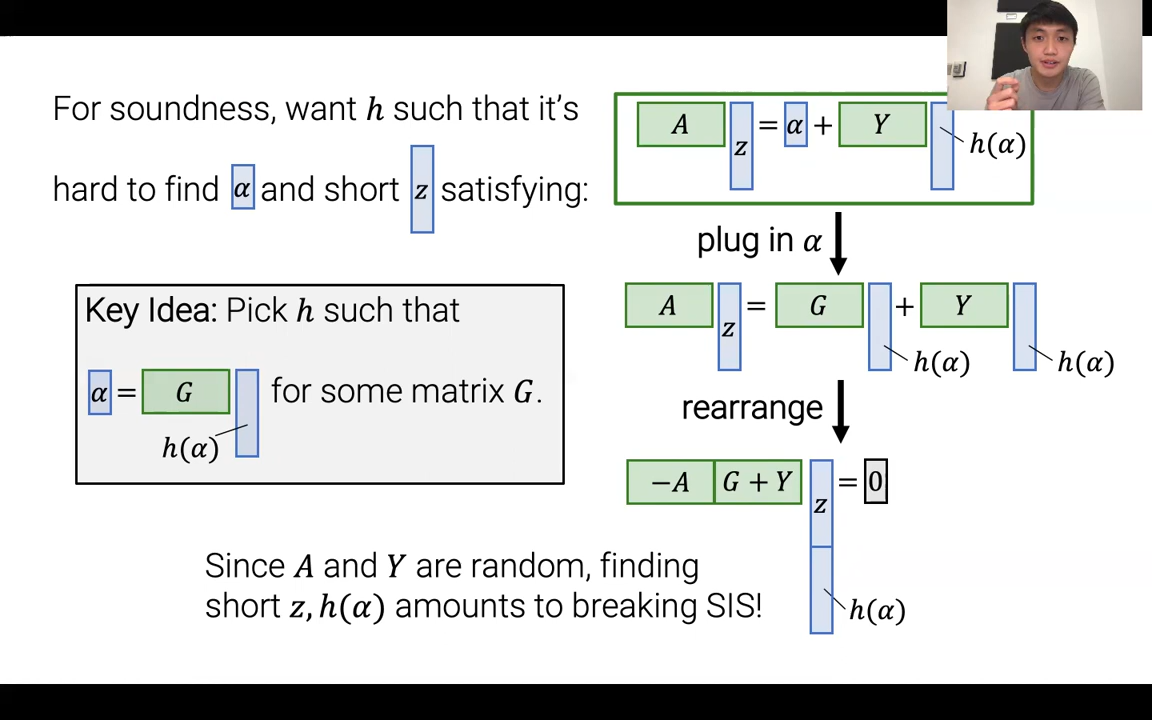 For soundness, want h such that it's
hard to find α and short z satisfying:
A z = α + Y h(α)
plug in α
A z = G h(α) + Y h(α)
rearrange
−A G + Y z h(α) = 0
Key Idea: Pick h such that
α = G h(α) for some matrix G.
Since A and Y are random, finding
short z, h(α) amounts to breaking SIS!